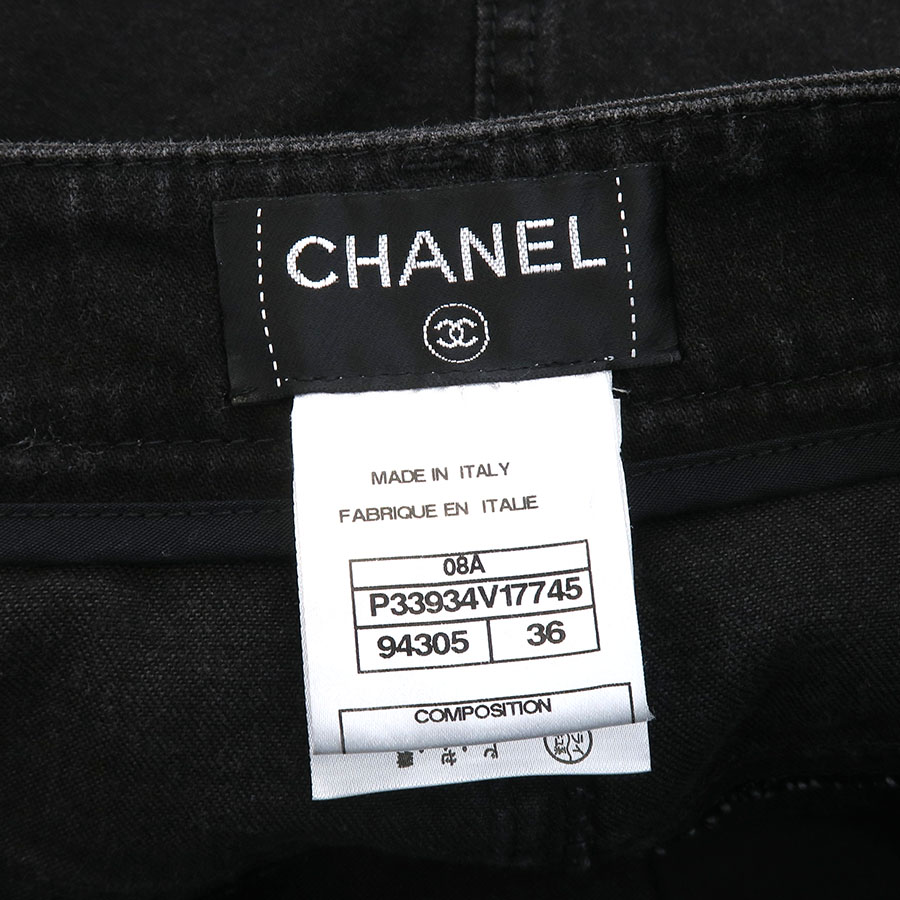 CHANEL
MADE IN ITALY
FABRIQUE EN ITALIE
08A
P33934V17745
94305 36
COMPOSITION